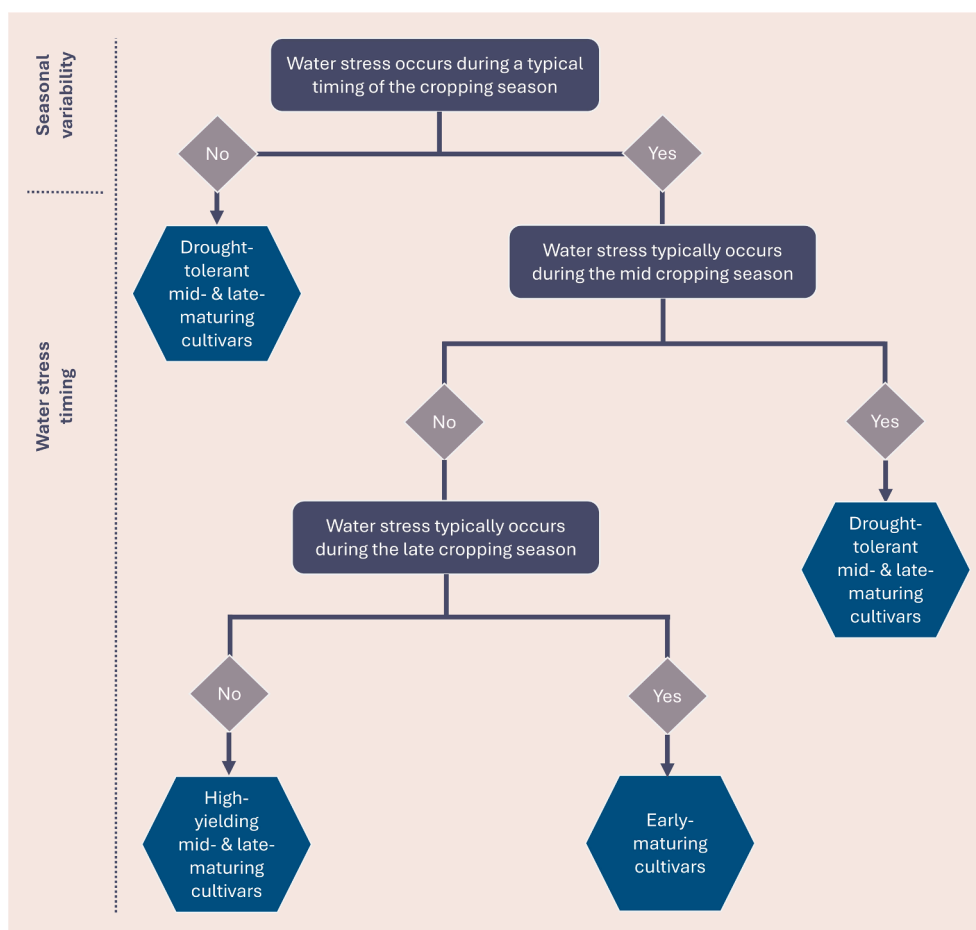 Seasonal
variability
Water stress occurs during a typical
timing of the cropping season
No
Yes
Drought-
tolerant
mid- & late-
maturing
cultivars
Water stress typically occurs
during the mid cropping season
Water stress
timing
No
Yes
Water stress typically occurs
during the late cropping season
Drought-
tolerant
mid- & late-
maturing
cultivars
No
Yes
High-
yielding
mid- & late-
maturing
cultivars
Early-
maturing
cultivars